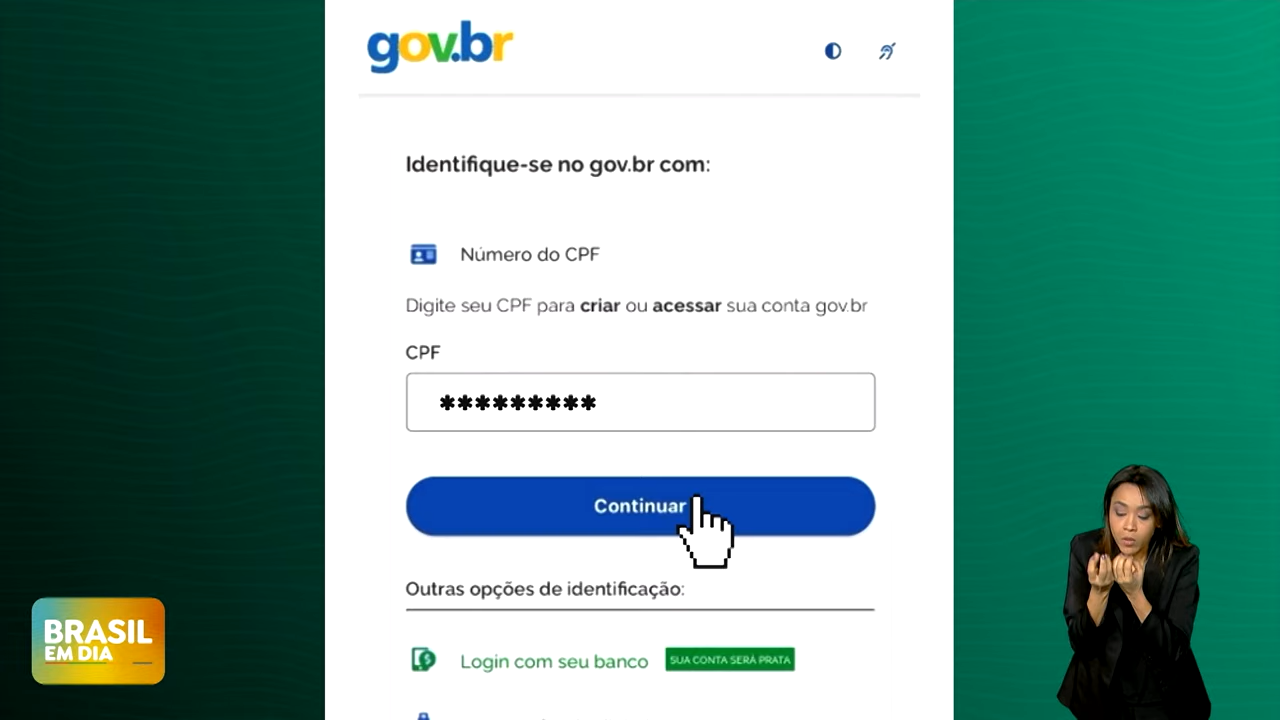 gov.br
Identifique-se no gov.br com:
Número do CPF
Digite seu CPF para criar ou acessar sua conta gov.br
CPF
*********
Continuar
Outras opções de identificação:
Login com seu banco SUA CONTA SERÁ PRATA
BRASIL
EM DIA